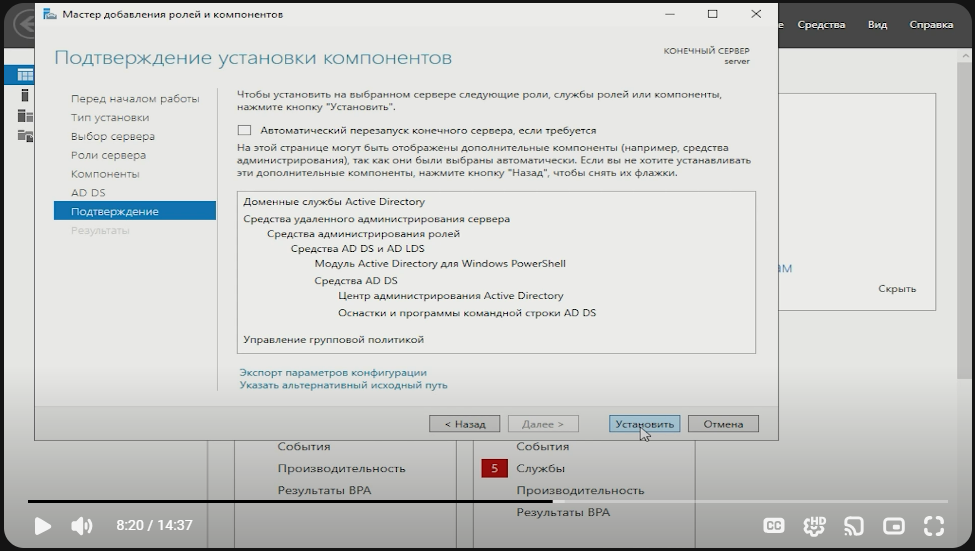 Мастер добавления ролей и компонентов
Средства Вид Справка
Подтверждение установки компонентов
КОНЕЧНЫЙ СЕРВЕР
server
Перед началом работы
Тип установки
Выбор сервера
Роли сервера
Компоненты
AD DS
Подтверждение
Результаты
Чтобы установить на выбранном сервере следующие роли, службы ролей или компоненты,
нажмите кнопку "Установить".
Автоматический перезапуск конечного сервера, если требуется
На этой странице могут быть отображены дополнительные компоненты (например, средства
администрирования), так как они были выбраны автоматически. Если вы не хотите устанавливать
эти дополнительные компоненты, нажмите кнопку "Назад", чтобы снять их флажки.
Доменные службы Active Directory
Средства удаленного администрирования сервера
Средства администрирования ролей
Средства AD DS и AD LDS
Модуль Active Directory для Windows PowerShell
Средства AD DS
Центр администрирования Active Directory
Оснастки и программы командной строки AD DS
Управление групповой политикой
Скрыть
Экспорт параметров конфигурации
Указать альтернативный исходный путь
< Назад Далее > Установить Отмена
События
Производительность
Результаты BPA
События
5 Службы
Производительность
Результаты BPA
8:20 / 14:37
CC HD